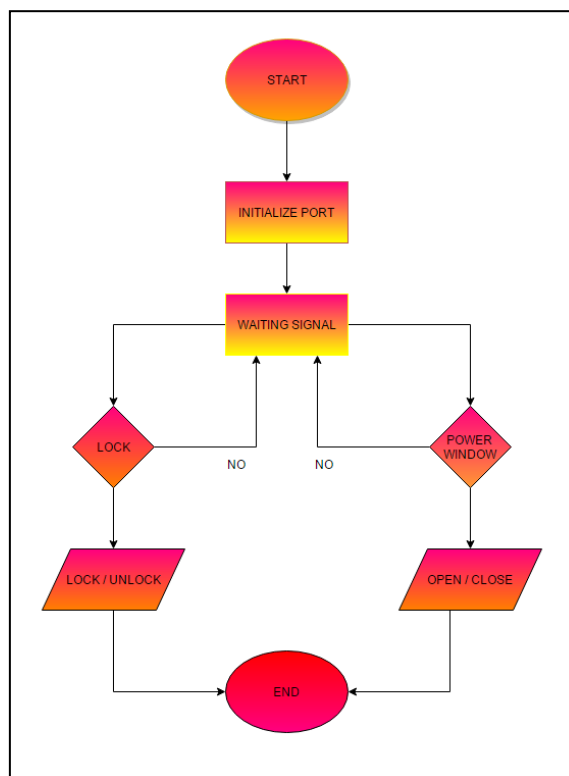 START
INITIALIZE PORT
WAITING SIGNAL
LOCK
NO
NO
POWER
WINDOW
LOCK / UNLOCK
OPEN / CLOSE
END